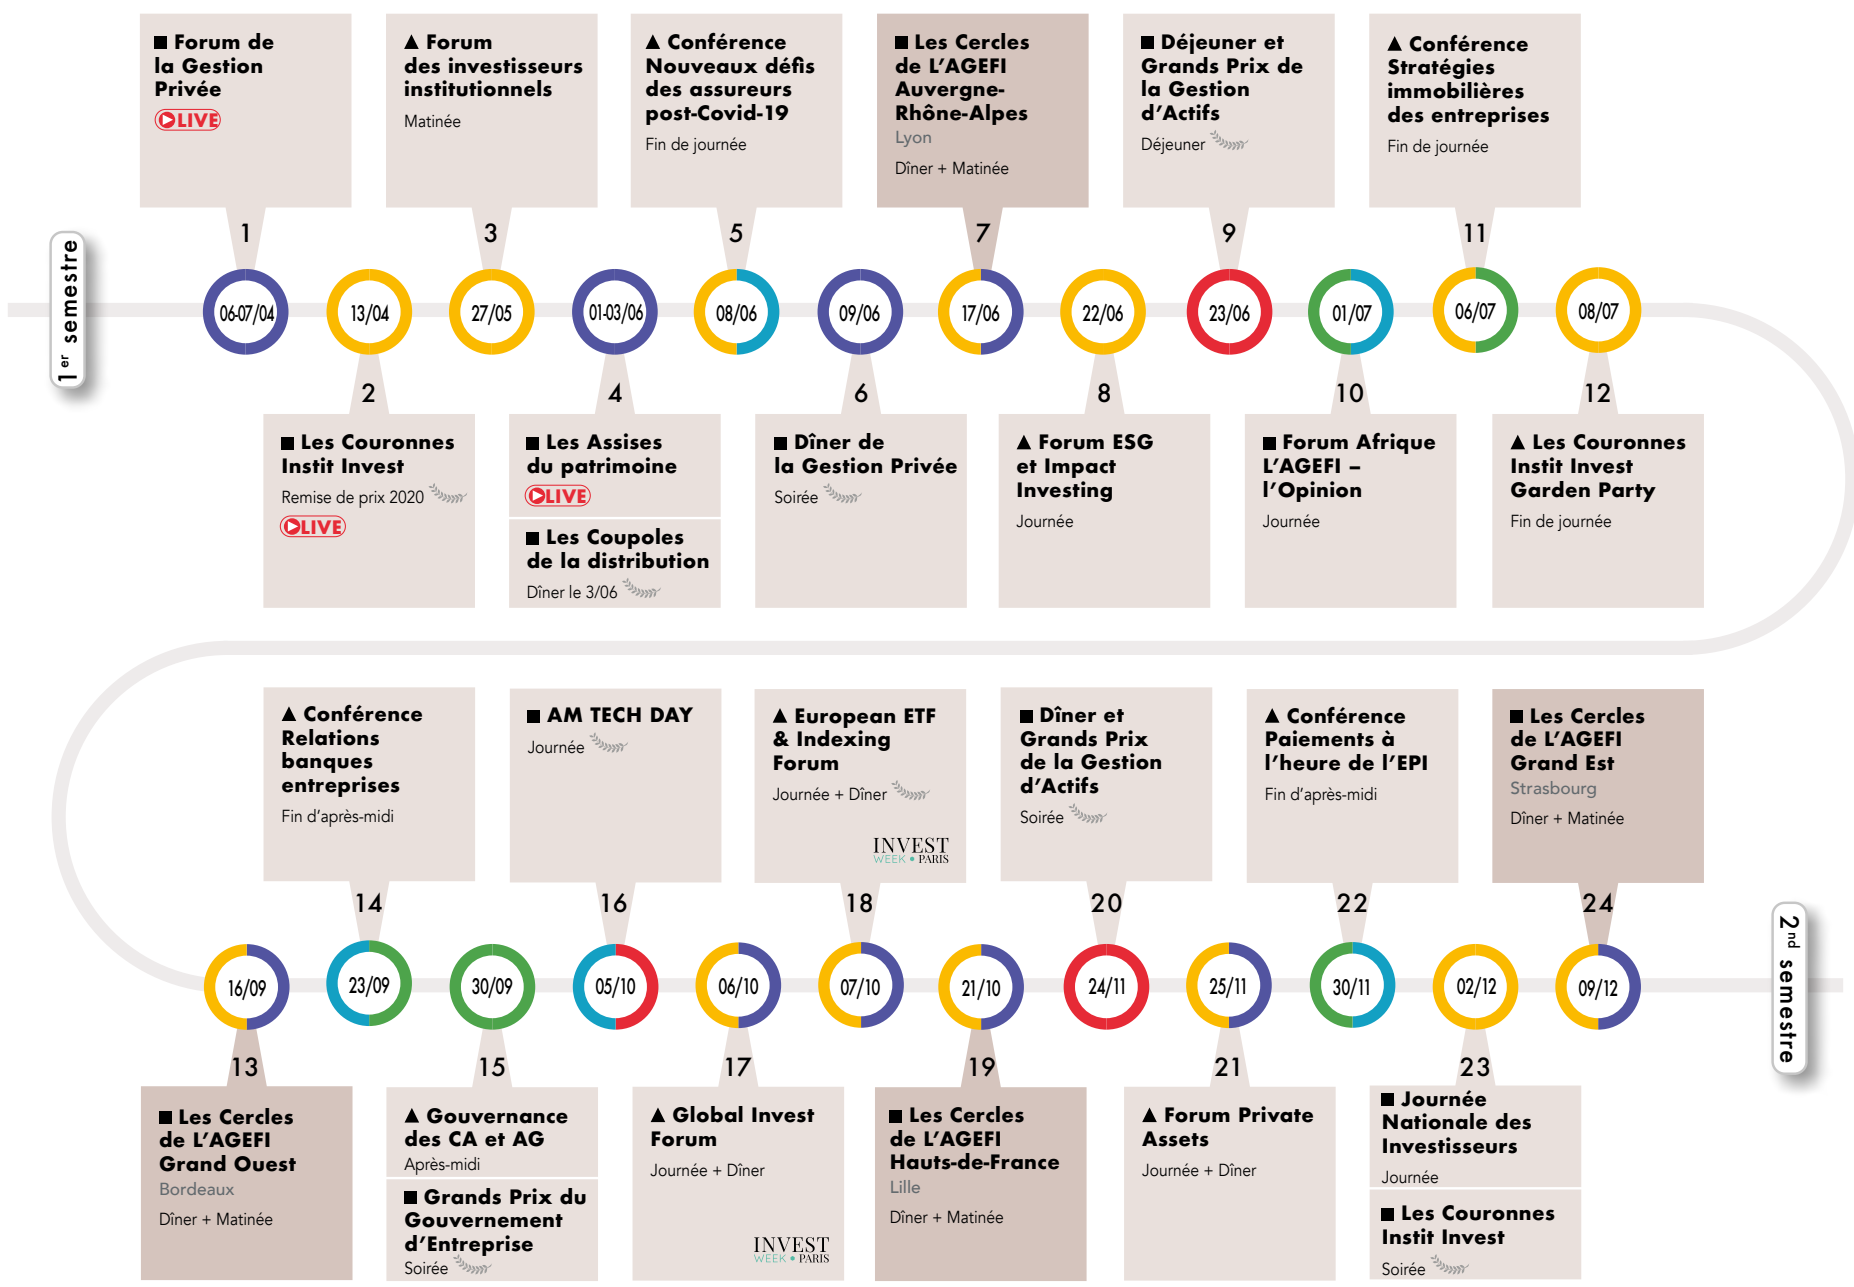 ■ Forum de
la Gestion
Privée
LIVE
▲ Forum
des investisseurs
institutionnels
Matinée
▲ Conférence
Nouveaux défis
des assureurs
post-Covid-19
Fin de journée
■ Les Cercles
de L'AGEFI
Auvergne-
Rhône-Alpes
Lyon
Dîner + Matinée
■ Déjeuner et
Grands Prix de
la Gestion
d'Actifs
Déjeuner
▲ Conférence
Stratégies
immobilières
des entreprises
Fin de journée
1
3
5
7
9
11
1er semestre
06-07/04
13/04
27/05
01-03/06
08/06
09/06
17/06
22/06
23/06
01/07
06/07
08/07
2
4
6
8
10
12
■ Les Couronnes
Instit Invest
Remise de prix 2020
LIVE
■ Les Assises
du patrimoine
LIVE
■ Les Coupoles
de la distribution
Dîner le 3/06
■ Dîner de
la Gestion Privée
Soirée
▲ Forum ESG
et Impact
Investing
Journée
■ Forum Afrique
L'AGEFI –
l'Opinion
Journée
▲ Les Couronnes
Instit Invest
Garden Party
Fin de journée
▲ Conférence
Relations
banques
entreprises
Fin d'après-midi
■ AM TECH DAY
Journée
▲ European ETF
& Indexing
Forum
Journée + Dîner
INVEST
WEEK • PARIS
■ Dîner et
Grands Prix
de la Gestion
d'Actifs
Soirée
▲ Conférence
Paiements à
l'heure de l'EPI
Fin d'après-midi
■ Les Cercles
de L'AGEFI
Grand Est
Strasbourg
Dîner + Matinée
14
16
18
20
22
24
16/09
23/09
30/09
05/10
06/10
07/10
21/10
24/11
25/11
30/11
02/12
09/12
2nd semestre
13
15
17
19
21
23
■ Les Cercles
de L'AGEFI
Grand Ouest
Bordeaux
Dîner + Matinée
▲ Gouvernance
des CA et AG
Après-midi
■ Grands Prix du
Gouvernement
d'Entreprise
Soirée
▲ Global Invest
Forum
Journée + Dîner
INVEST
WEEK • PARIS
■ Les Cercles
de L'AGEFI
Hauts-de-France
Lille
Dîner + Matinée
▲ Forum Private
Assets
Journée + Dîner
■ Journée
Nationale des
Investisseurs
Journée
■ Les Couronnes
Instit Invest
Soirée